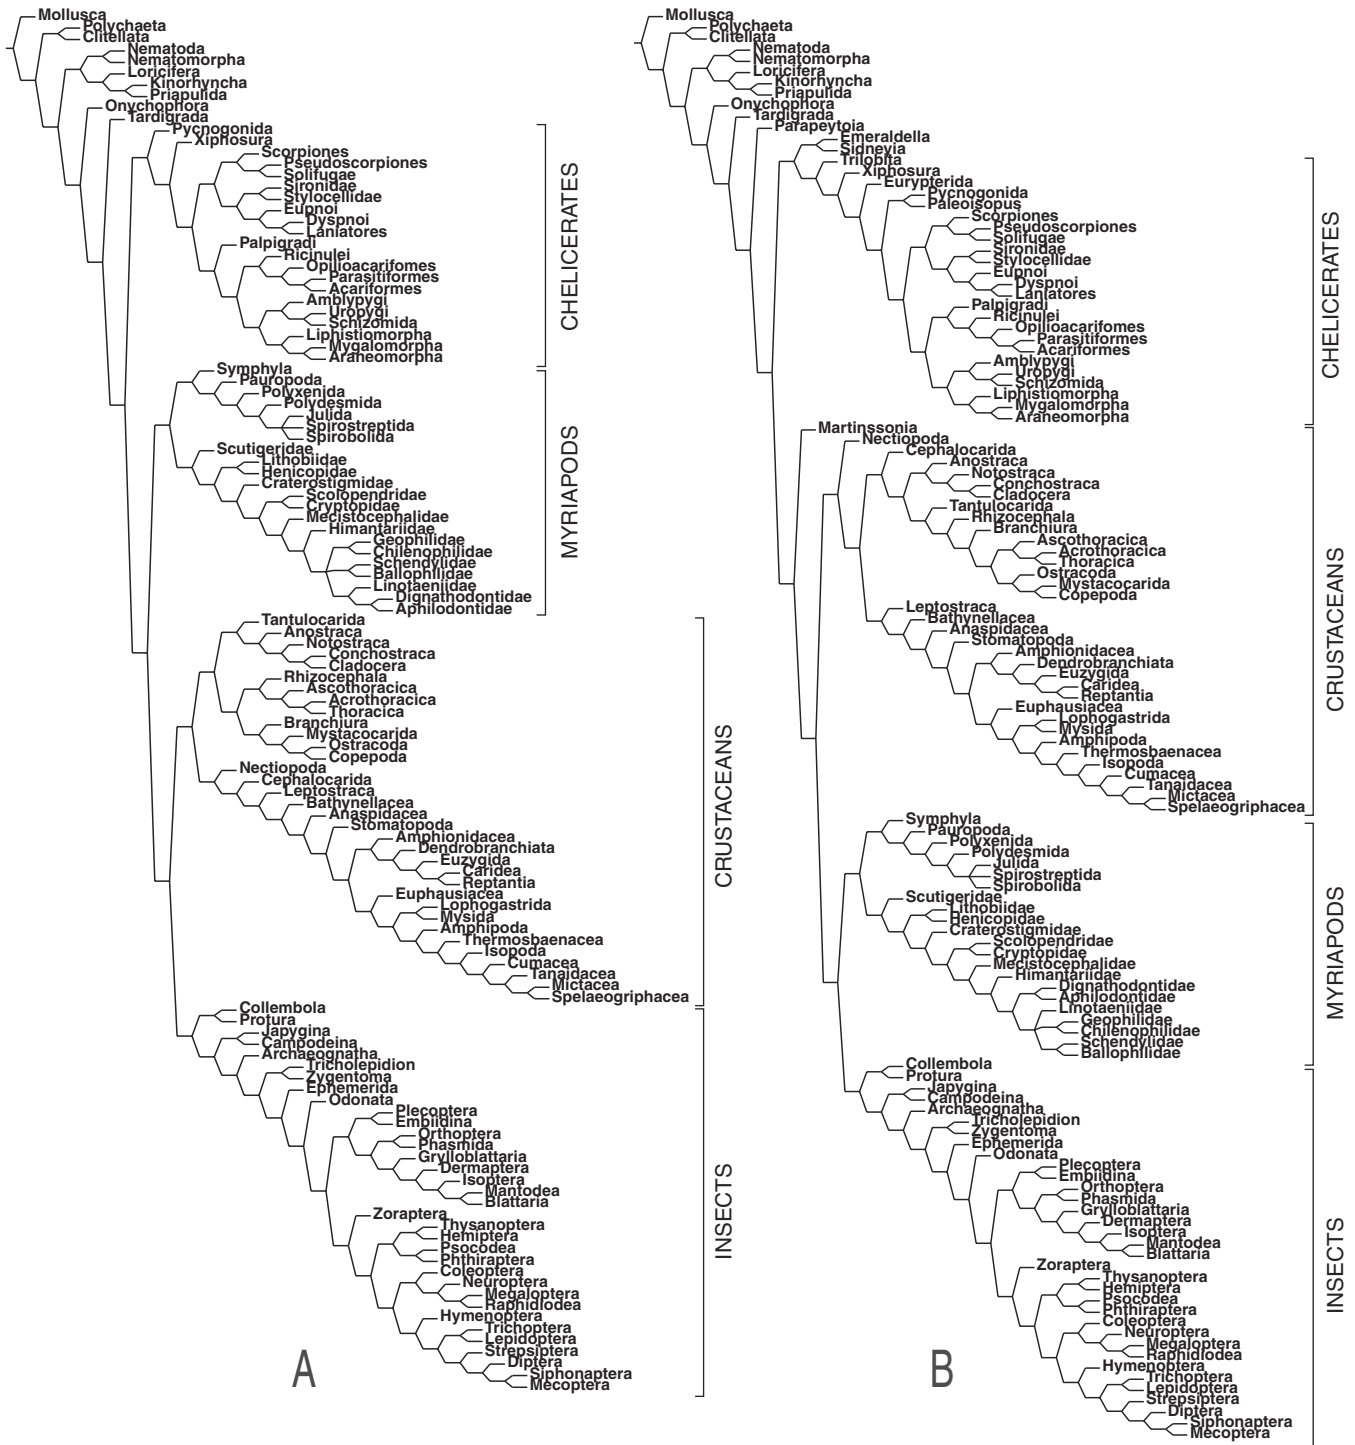 Mollusca
Polychaeta
Clitellata
Nematoda
Nematomorpha
Loricifera
Kinorhyncha
Priapulida
Onychophora
Tardigrada
Pycnogonida
Xiphosura
Scorpiones
Pseudoscorpiones
Solifugae
Sironidae
Stylocellidae
Eupnoi
Dyspnoi
Laniatores
Palpigradi
Ricinulei
Opilioacarifomes
Parasitiformes
Acariformes
Amblypygi
Uropygi
Schizomida
Liphistiomorpha
Mygalomorpha
Araneomorpha
CHELICERATES
Symphyla
Pauropoda
Polyxenida
Polydesmida
Julida
Spirostreptida
Spirobolida
Scutigeridae
Lithobiidae
Henicopidae
Craterostigmidae
Scolopendridae
Cryptopidae
Mecistocephalidae
Himantariidae
Geophilidae
Chilenophilidae
Schendylidae
Ballophilidae
Linotaeniidae
Dignathodontidae
Aphilodontidae
MYRIAPODS
Tantulocarida
Anostraca
Notostraca
Conchostraca
Cladocera
Rhizocephala
Ascothoracica
Acrothoracica
Thoracica
Branchiura
Mystacocarida
Ostracoda
Copepoda
Nectiopoda
Cephalocarida
Leptostraca
Bathynellacea
Anaspidacea
Stomatopoda
Amphionidacea
Dendrobranchiata
Euzygida
Caridea
Reptantia
Euphausiacea
Lophogastrida
Mysida
Amphipoda
Thermosbaenacea
Isopoda
Cumacea
Tanaidacea
Mictacea
Spelaeogriphacea
CRUSTACEANS
Collembola
Protura
Japygina
Campodeina
Archaeognatha
Tricholepidion
Zygentoma
Ephemerida
Odonata
Plecoptera
Embiidina
Orthoptera
Phasmida
Grylloblattaria
Dermaptera
Isoptera
Mantodea
Blattaria
Zoraptera
Thysanoptera
Hemiptera
Psocodea
Phthiraptera
Coleoptera
Neuroptera
Megaloptera
Raphidiodea
Hymenoptera
Trichoptera
Lepidoptera
Strepsiptera
Diptera
Siphonaptera
Mecoptera
INSECTS
A
Mollusca
Polychaeta
Clitellata
Nematoda
Nematomorpha
Loricifera
Kinorhyncha
Priapulida
Onychophora
Tardigrada
Parapeytoia
Emeraldella
Sidneyia
Trilobita
Xiphosura
Eurypterida
Pycnogonida
Paleoisopus
Scorpiones
Pseudoscorpiones
Solifugae
Sironidae
Stylocellidae
Eupnoi
Dyspnoi
Laniatores
Palpigradi
Ricinulei
Opilioacarifomes
Parasitiformes
Acariformes
Amblypygi
Uropygi
Schizomida
Liphistiomorpha
Mygalomorpha
Araneomorpha
CHELICERATES
Martinssonia
Nectiopoda
Cephalocarida
Anostraca
Notostraca
Conchostraca
Cladocera
Tantulocarida
Rhizocephala
Branchiura
Ascothoracica
Acrothoracica
Thoracica
Ostracoda
Mystacocarida
Copepoda
Leptostraca
Bathynellacea
Anaspidacea
Stomatopoda
Amphionidacea
Dendrobranchiata
Euzygida
Caridea
Reptantia
Euphausiacea
Lophogastrida
Mysida
Amphipoda
Thermosbaenacea
Isopoda
Cumacea
Tanaidacea
Mictacea
Spelaeogriphacea
CRUSTACEANS
Symphyla
Pauropoda
Polyxenida
Polydesmida
Julida
Spirostreptida
Spirobolida
Scutigeridae
Lithobiidae
Henicopidae
Craterostigmidae
Scolopendridae
Cryptopidae
Mecistocephalidae
Himantariidae
Dignathodontidae
Aphilodontidae
Linotaeniidae
Geophilidae
Chilenophilidae
Schendylidae
Ballophilidae
MYRIAPODS
Collembola
Protura
Japygina
Campodeina
Archaeognatha
Tricholepidion
Zygentoma
Ephemerida
Odonata
Plecoptera
Embiidina
Orthoptera
Phasmida
Grylloblattaria
Dermaptera
Isoptera
Mantodea
Blattaria
Zoraptera
Thysanoptera
Hemiptera
Psocodea
Phthiraptera
Coleoptera
Neuroptera
Megaloptera
Raphidiodea
Hymenoptera
Trichoptera
Lepidoptera
Strepsiptera
Diptera
Siphonaptera
Mecoptera
INSECTS
B